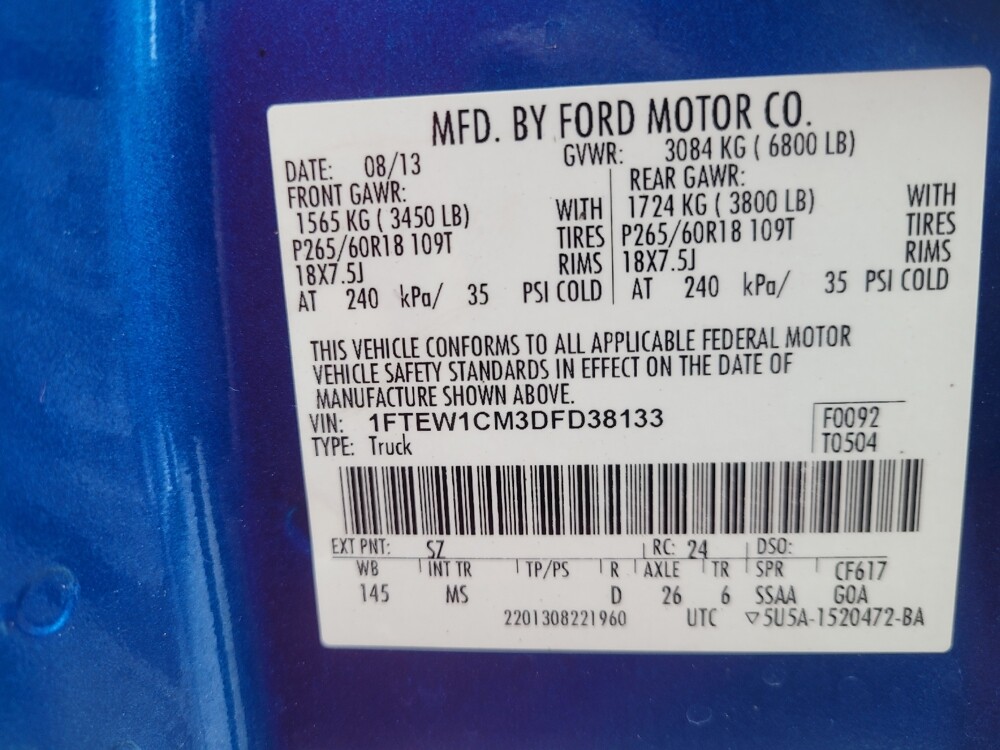 MFD. BY FORD MOTOR CO.
DATE: 08/13 GVWR: 3084 KG ( 6800 LB)
FRONT GAWR: REAR GAWR:
1565 KG ( 3450 LB) WITH 1724 KG ( 3800 LB) WITH
P265/60R18 109T TIRES P265/60R18 109T TIRES
18X7.5J RIMS 18X7.5J RIMS
AT 240 kPa/ 35 PSI COLD AT 240 kPa/ 35 PSI COLD
THIS VEHICLE CONFORMS TO ALL APPLICABLE FEDERAL MOTOR
VEHICLE SAFETY STANDARDS IN EFFECT ON THE DATE OF
MANUFACTURE SHOWN ABOVE.
VIN: 1FTEW1CM3DFD38133 F0092
TYPE: Truck T0504
EXT PNT: SZ RC: 24 DSO:
WB INT TR TP/PS R AXLE TR SPR CF617
145 MS D 26 6 SSAA GOA
2201308221960 UTC ▽5U5A-1520472-BA